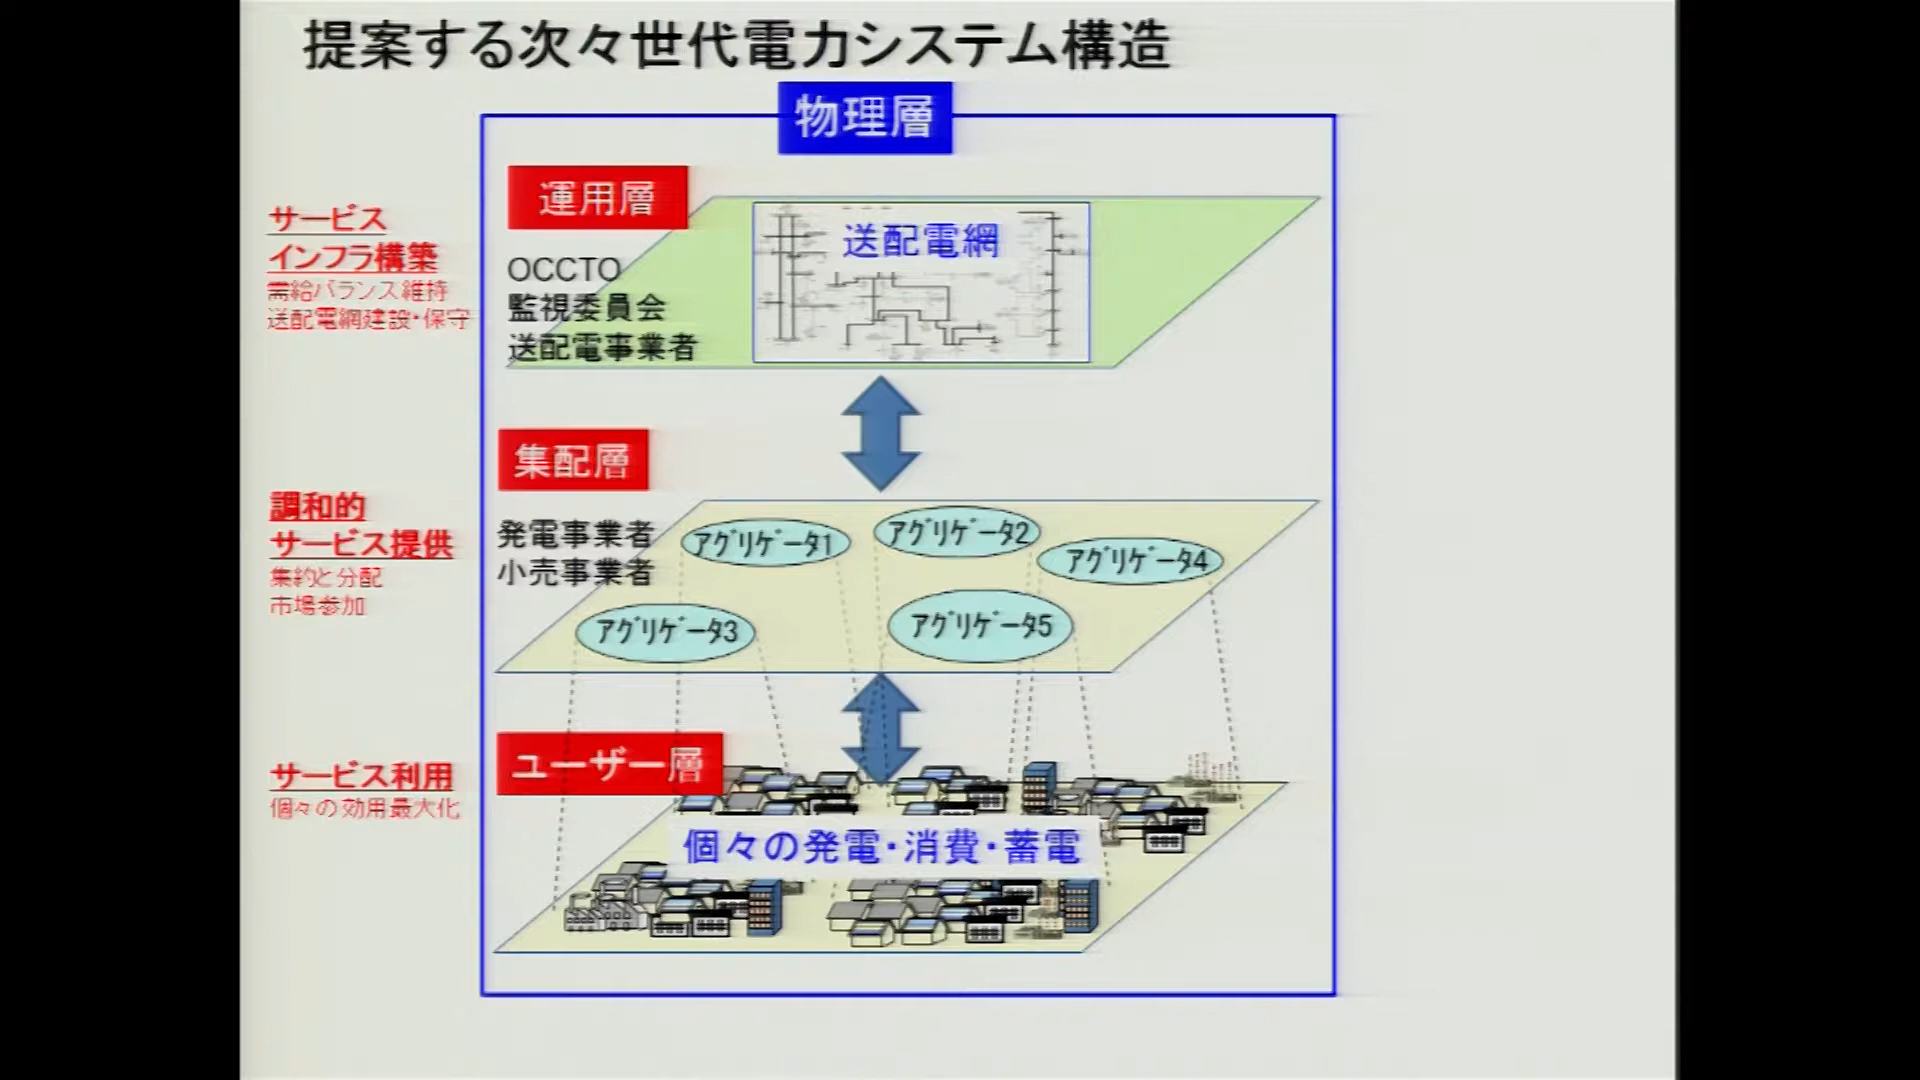 提案する次々世代電力システム構造
物理層
運用層
サービス
インフラ構築
需給バランス維持
送配電網建設・保守
OCCTO
監視委員会
送配電事業者
送配電網
集配層
調和的
サービス提供
集約と分配
市場参加
発電事業者
小売事業者
ｱｸﾞﾘｹﾞｰﾀ1
ｱｸﾞﾘｹﾞｰﾀ2
ｱｸﾞﾘｹﾞｰﾀ4
ｱｸﾞﾘｹﾞｰﾀ3
ｱｸﾞﾘｹﾞｰﾀ5
ユーザー層
サービス利用
個々の効用最大化
個々の発電・消費・蓄電